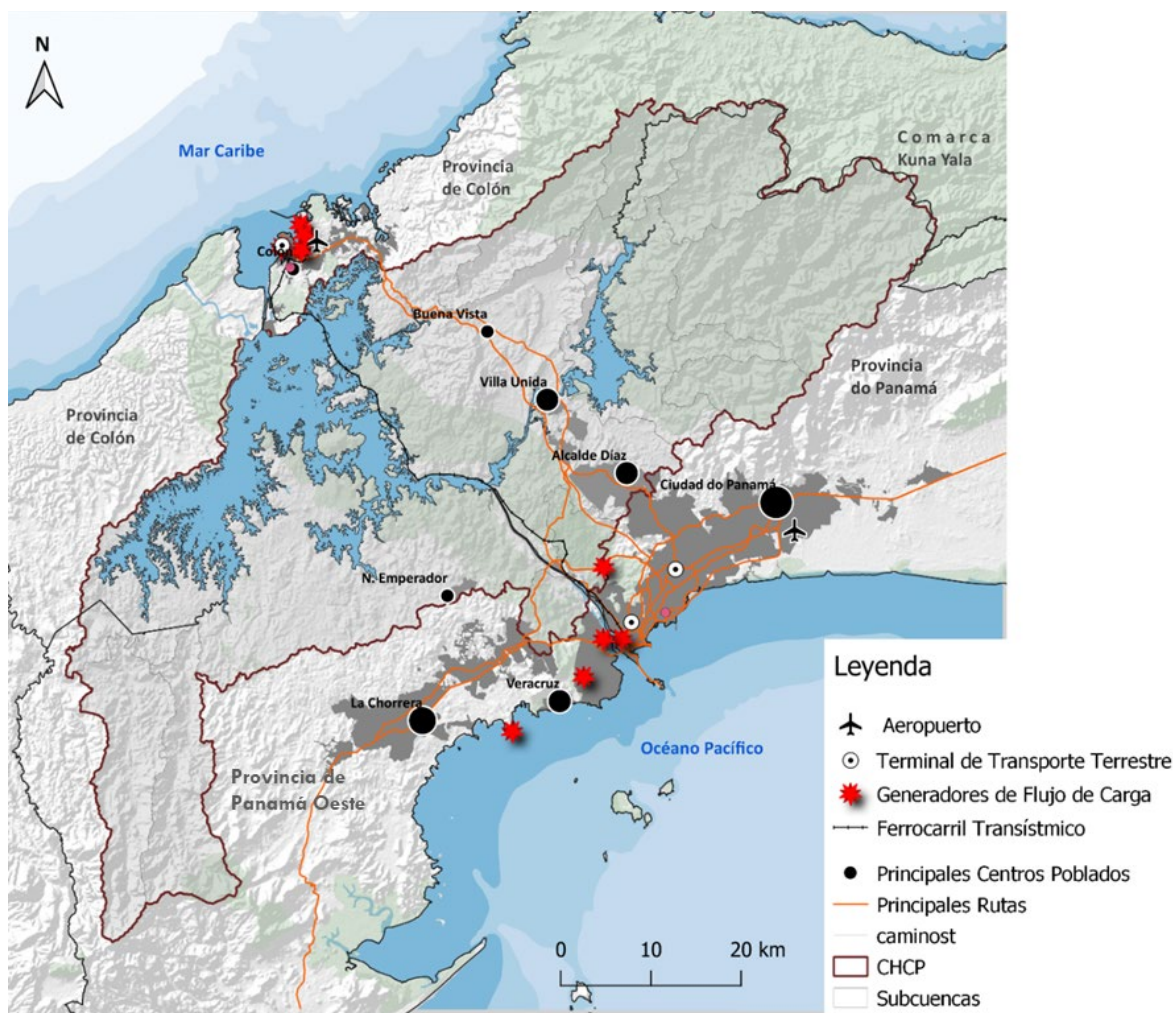 N
Mar Caribe
Provincia
de Colón
Comarca
Kuna Yala
Colón
Buena Vista
Provincia
do Panamá
Villa Unida
Provincia
de Colón
Alcalde Díaz
Ciudad do Panamá
N. Emperador
Veracruz
La Chorrera
Océano Pacífico
Provincia de
Panamá Oeste
0 10 20 km
Leyenda
Aeropuerto
Terminal de Transporte Terrestre
Generadores de Flujo de Carga
Ferrocarril Transístmico
Principales Centros Poblados
Principales Rutas
caminost
CHCP
Subcuencas